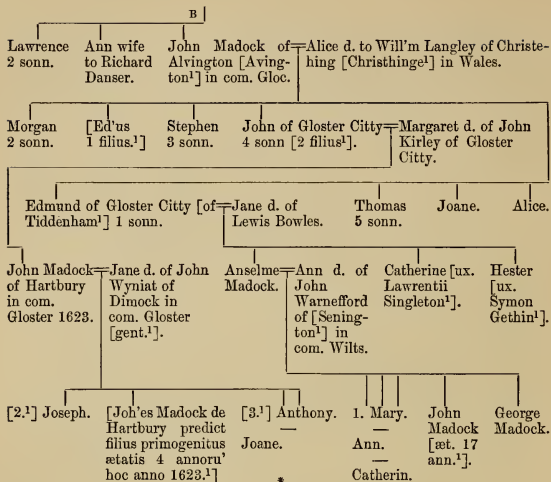 B
Lawrence
2 sonn.
Ann wife
to Richard
Danser.
John Madock of
Alvington [Aving-
ton¹] in com. Gloc.
Alice d. to Will'm Langley of Christe-
hing [Christhinge¹] in Wales.
Morgan
2 sonn.
[Ed'us
1 filius.¹]
Stephen
3 sonn.
John of Gloster Citty
4 sonn [2 filius¹].
Margaret d. of John
Kirley of Gloster
Citty.
Edmund of Gloster Citty [of
Tiddenham¹] 1 sonn.
Jane d. of
Lewis Bowles.
Thomas
5 sonn.
Joane.
Alice.
John Madock
of Hartbury
in com.
Gloster 1623.
Jane d. of John
Wyniat of
Dimock in
com. Gloster
[gent.¹].
Anselme
Madock.
Ann d. of
John
Warnefford
of [Sening-
ton¹] in
com. Wilts.
Catherine [ux.
Lawrentii
Singleton¹].
Hester
[ux.
Symon
Gethin¹].
[2.¹] Joseph.
[Joh'es Madock de
Hartbury predict
filius primogenitus
ætatis 4 annoru'
hoc anno 1623.¹]
[3.¹] Anthony.
—
Joane.
*
1. Mary.
—
Ann.
—
Catherin.
John
Madock
[æt. 17
ann.¹].
George
Madock.